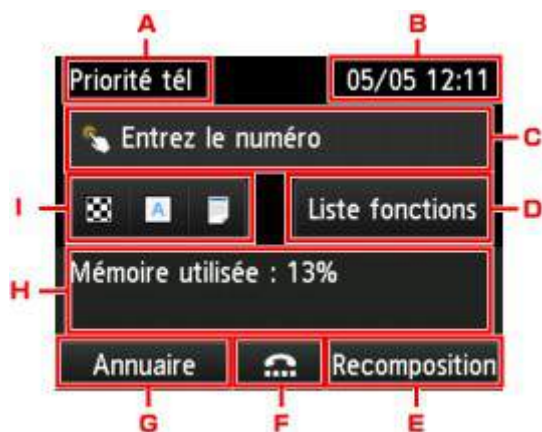 A B
Priorité tél 05/05 12:11
Entrez le numéro C
I A Liste fonctions D
H Mémoire utilisée : 13%
Annuaire Recomposition
G F E